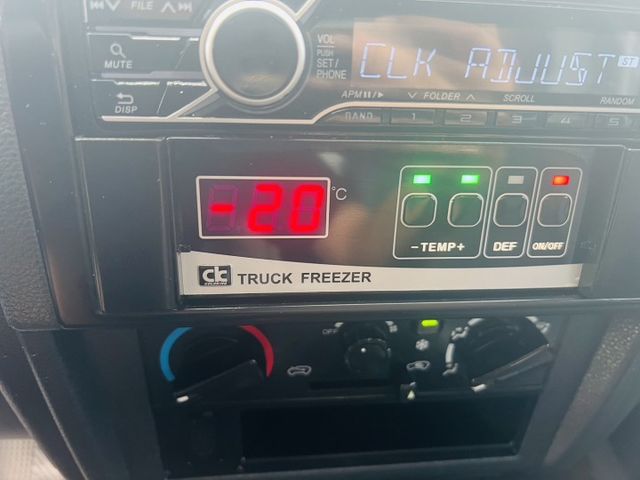 FILE
VOL
PUSH
SET/
PHONE
MUTE
DISP
CLK ADJUST ST
APM
FOLDER
SCROLL
RANDOM
BAND 1 2 3 4 5
-20 °C
-TEMP+ DEF ON/OFF
ck TRUCK FREEZER
OFF